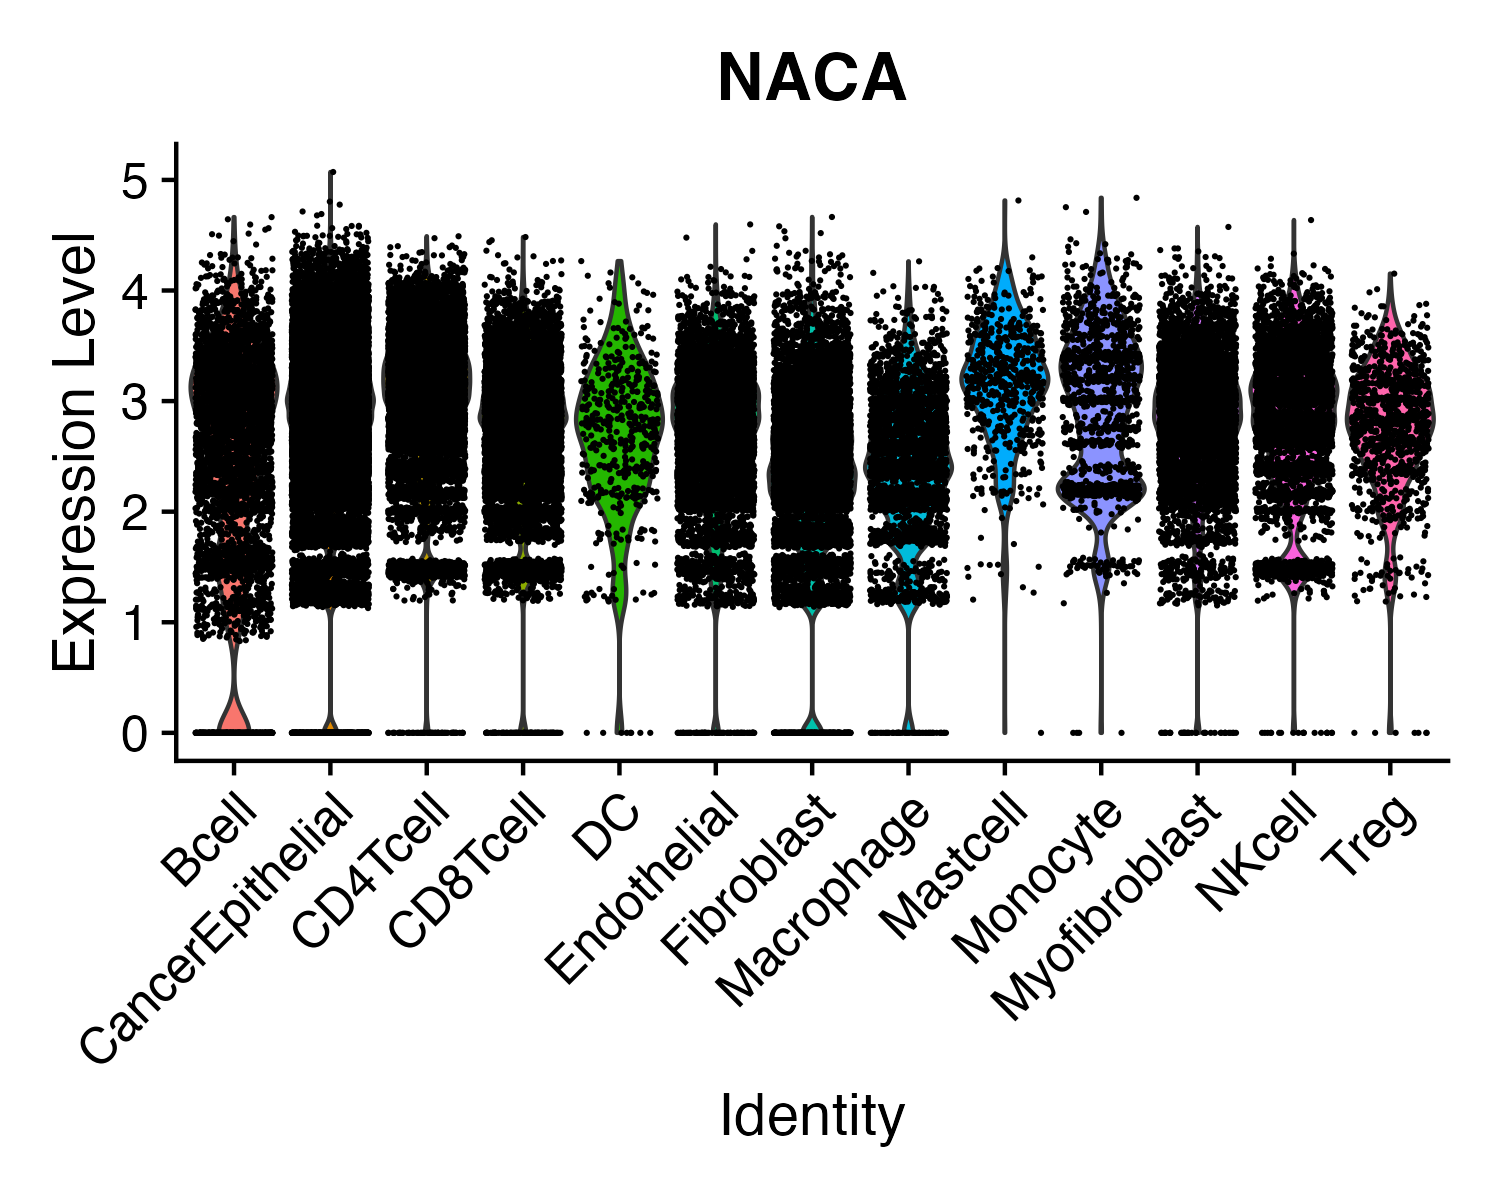 NACA
Expression Level
5
4
3
2
1
0
Bcell
CancerEpithelial
CD4Tcell
CD8Tcell
DC
Endothelial
Fibroblast
Macrophage
Mastcell
Monocyte
Myofibroblast
NKcell
Treg
Identity